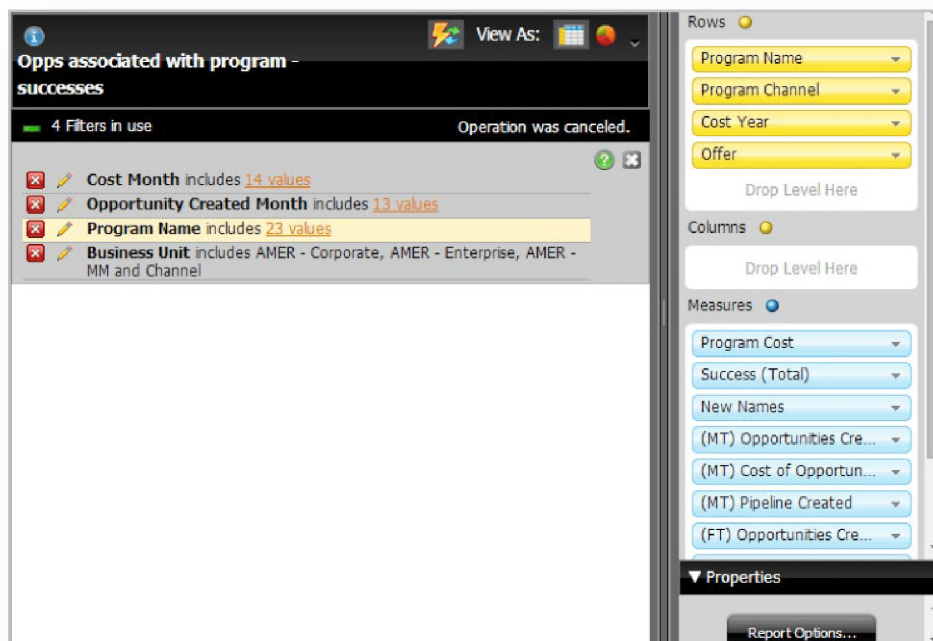 View As:
Opps associated with program -
successes
4 Filters in use
Operation was canceled.
Cost Month includes 14 values
Opportunity Created Month includes 13 values
Program Name includes 23 values
Business Unit includes AMER - Corporate, AMER - Enterprise, AMER -
MM and Channel
Rows
Program Name
Program Channel
Cost Year
Offer
Drop Level Here
Columns
Drop Level Here
Measures
Program Cost
Success (Total)
New Names
(MT) Opportunities Cre...
(MT) Cost of Opportun...
(MT) Pipeline Created
(FT) Opportunities Cre...
Properties
Report Options...